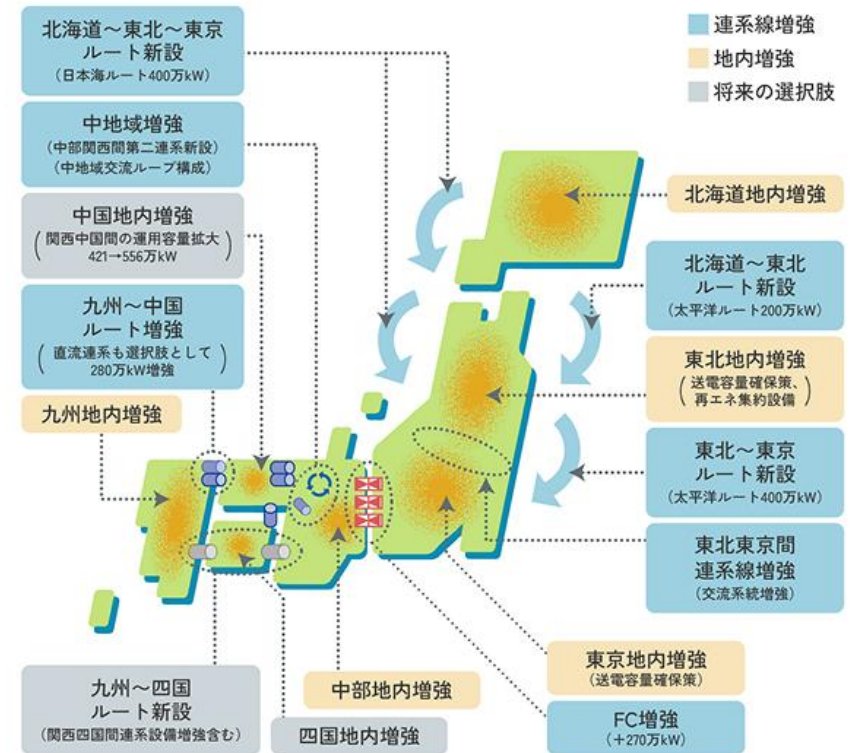 北海道～東北～東京
ルート新設
(日本海ルート400万kW)
中地域増強
(中部関西間第二連系新設)
(中地域交流ループ構成)
中国地内増強
(関西中国間の運用容量拡大
421→556万kW)
九州～中国
ルート増強
(直流連系も選択肢として
280万kW増強)
九州地内増強
連系線増強
地内増強
将来の選択肢
北海道地内増強
北海道～東北
ルート新設
(太平洋ルート200万kW)
東北地内増強
(送電容量確保策、
再エネ集約設備)
東北～東京
ルート新設
(太平洋ルート400万kW)
東北東京間
連系線増強
(交流系統増強)
九州～四国
ルート新設
(関西四国間連系設備増強含む)
中部地内増強
四国地内増強
東京地内増強
(送電容量確保策)
FC増強
(+270万kW)